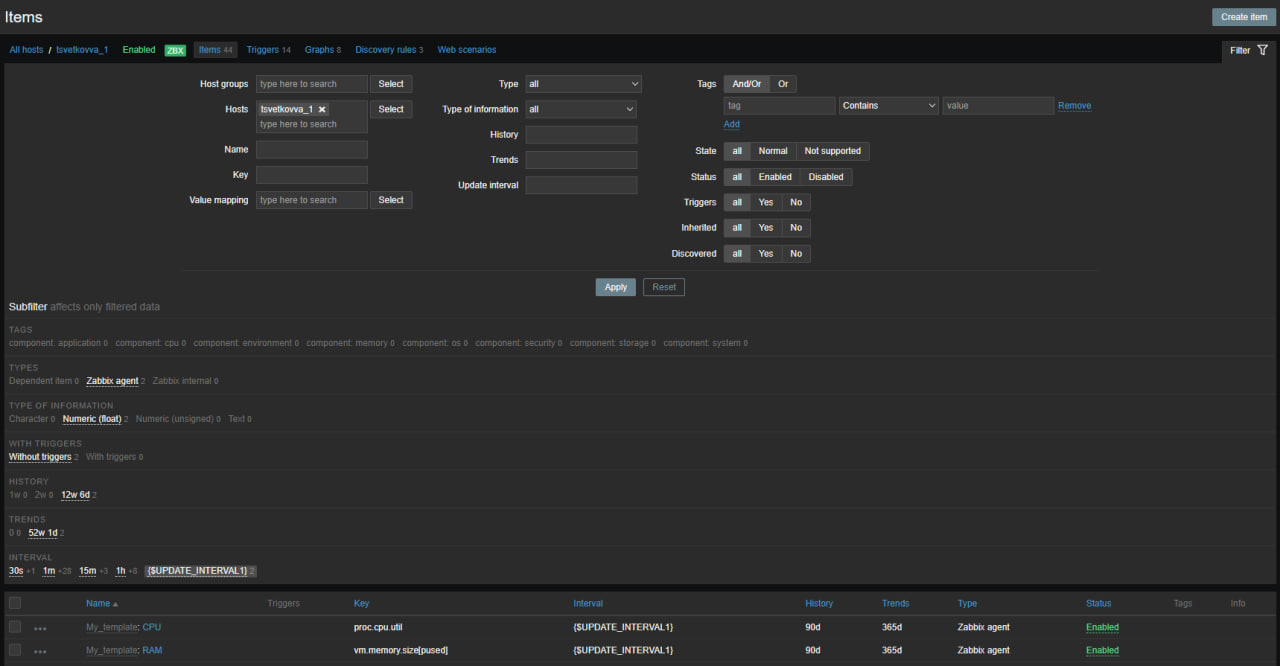 Items
Create item
All hosts / tsvetkovva_1 Enabled ZBX Items 44 Triggers 14 Graphs 8 Discovery rules 3 Web scenarios
Filter
Host groups type here to search Select
Type all
Tags And/Or Or
Hosts tsvetkovva_1 Select
type here to search
Type of information all
tag Contains value Remove
Add
Name
History
Key
Trends
Value mapping type here to search Select
Update interval
State all Normal Not supported
Status all Enabled Disabled
Triggers all Yes No
Inherited all Yes No
Discovered all Yes No
Apply Reset
Subfilter affects only filtered data
TAGS
component: application 0 component: cpu 0 component: environment 0 component: memory 0 component: os 0 component: security 0 component: storage 0 component: system 0
TYPES
Dependent item 0 Zabbix agent 2 Zabbix internal 0
TYPE OF INFORMATION
Character 0 Numeric (float) 2 Numeric (unsigned) 0 Text 0
WITH TRIGGERS
Without triggers 2 With triggers 0
HISTORY
1w 0 2w 0 12w 6d 2
TRENDS
0 0 52w 1d 2
INTERVAL
30s +1 1m +28 15m +3 1h +8 {$UPDATE_INTERVAL1} 2
Name Triggers Key Interval History Trends Type Status Tags Info
My_template: CPU proc.cpu.util {$UPDATE_INTERVAL1} 90d 365d Zabbix agent Enabled
My_template: RAM vm.memory.size[pused] {$UPDATE_INTERVAL1} 90d 365d Zabbix agent Enabled